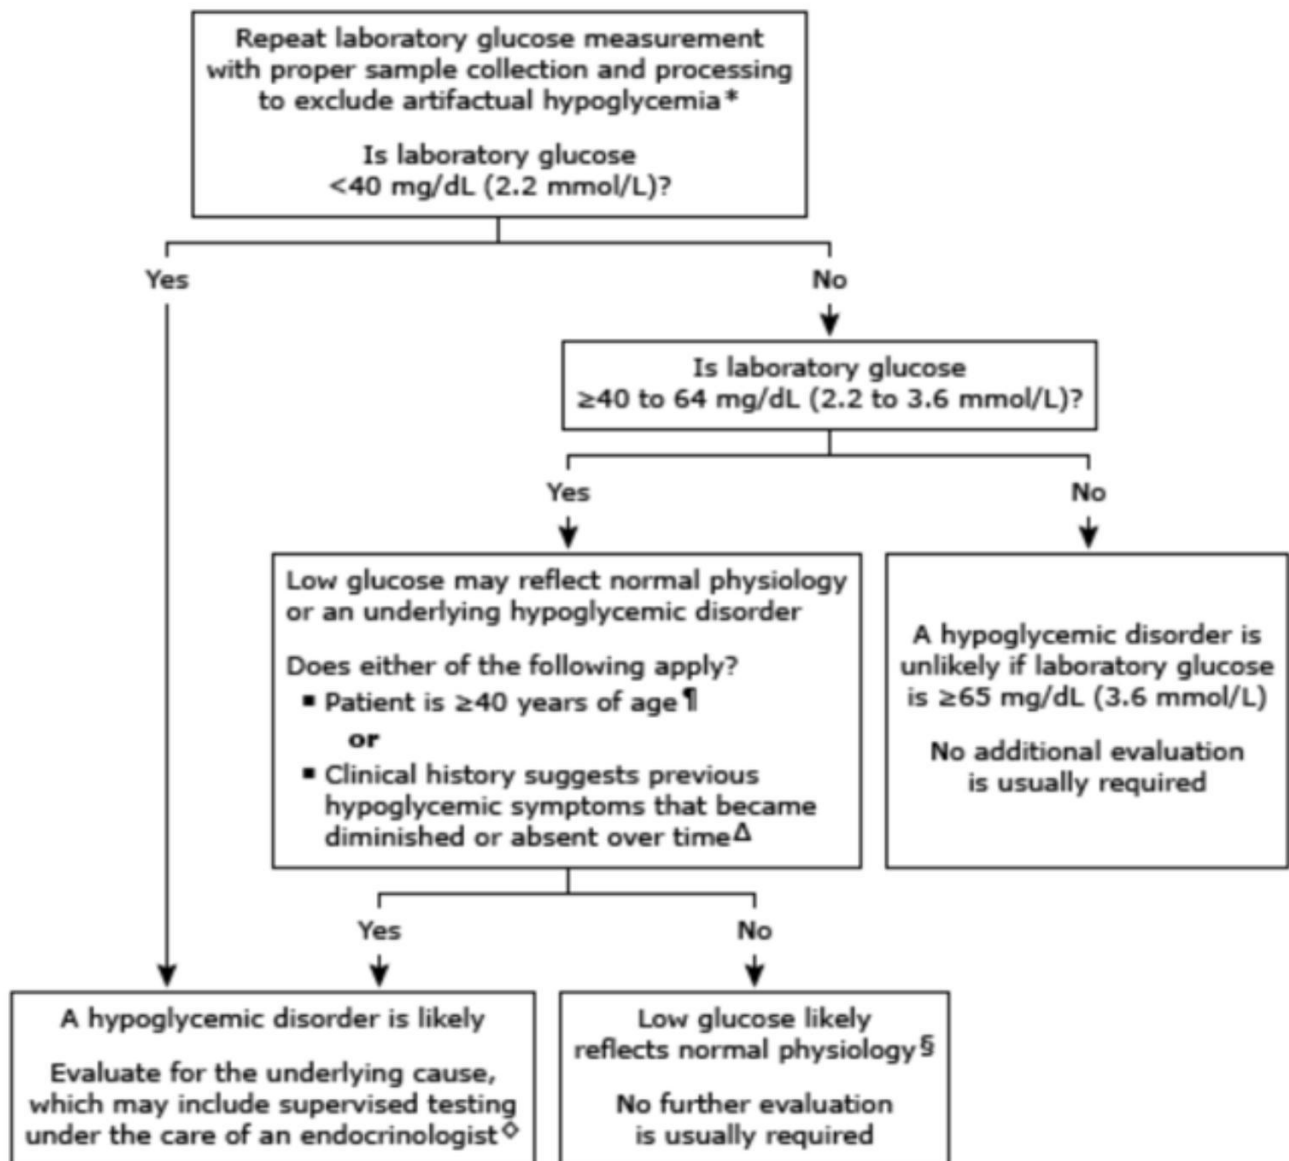 Repeat laboratory glucose measurement
with proper sample collection and processing
to exclude artifactual hypoglycemia*
Is laboratory glucose
<40 mg/dL (2.2 mmol/L)?
Yes
No
Is laboratory glucose
≥40 to 64 mg/dL (2.2 to 3.6 mmol/L)?
Yes
No
Low glucose may reflect normal physiology
or an underlying hypoglycemic disorder
Does either of the following apply?
▪ Patient is ≥40 years of age¶
or
▪ Clinical history suggests previous
hypoglycemic symptoms that became
diminished or absent over timeΔ
A hypoglycemic disorder is
unlikely if laboratory glucose
is ≥65 mg/dL (3.6 mmol/L)
No additional evaluation
is usually required
Yes
No
A hypoglycemic disorder is likely
Evaluate for the underlying cause,
which may include supervised testing
under the care of an endocrinologist◇
Low glucose likely
reflects normal physiology§
No further evaluation
is usually required